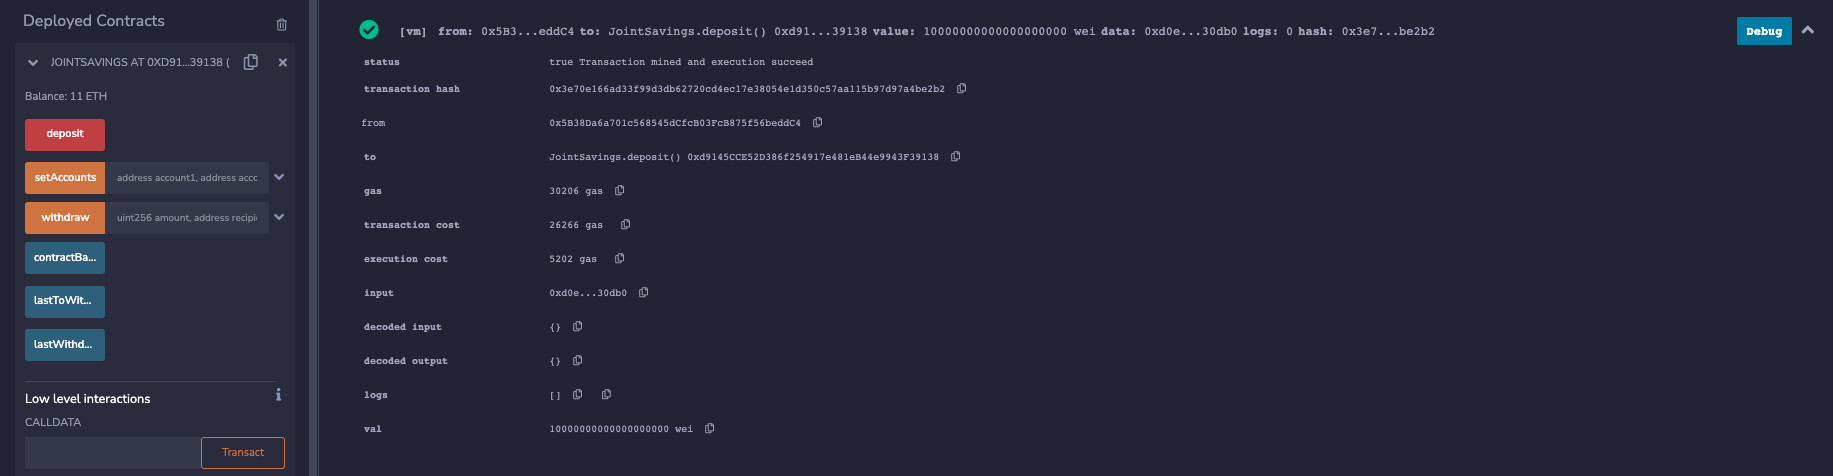 Deployed Contracts
JOINTSAVINGS AT 0XD91...39138 (
Balance: 11 ETH
deposit
setAccounts address account1, address acco
withdraw uint256 amount, address recipi
contractBa...
lastToWit...
lastWithd...
Low level interactions
CALLDATA
Transact
[vm] from: 0x5B3...eddC4 to: JointSavings.deposit() 0xd91...39138 value: 10000000000000000000 wei data: 0xd0e...30db0 logs: 0 hash: 0x3e7...be2b2
Debug
status true Transaction mined and execution succeed
transaction hash 0x3e70e166ad33f99d3db62720cd4ec17e38054e1d350c57aa115b97d97a4be2b2
from 0x5B38Da6a701c568545dCfcB03FcB875f56beddC4
to JointSavings.deposit() 0xd9145CCE52D386f254917e481eB44e9943F39138
gas 30206 gas
transaction cost 26266 gas
execution cost 5202 gas
input 0xd0e...30db0
decoded input {}
decoded output {}
logs []
val 10000000000000000000 wei